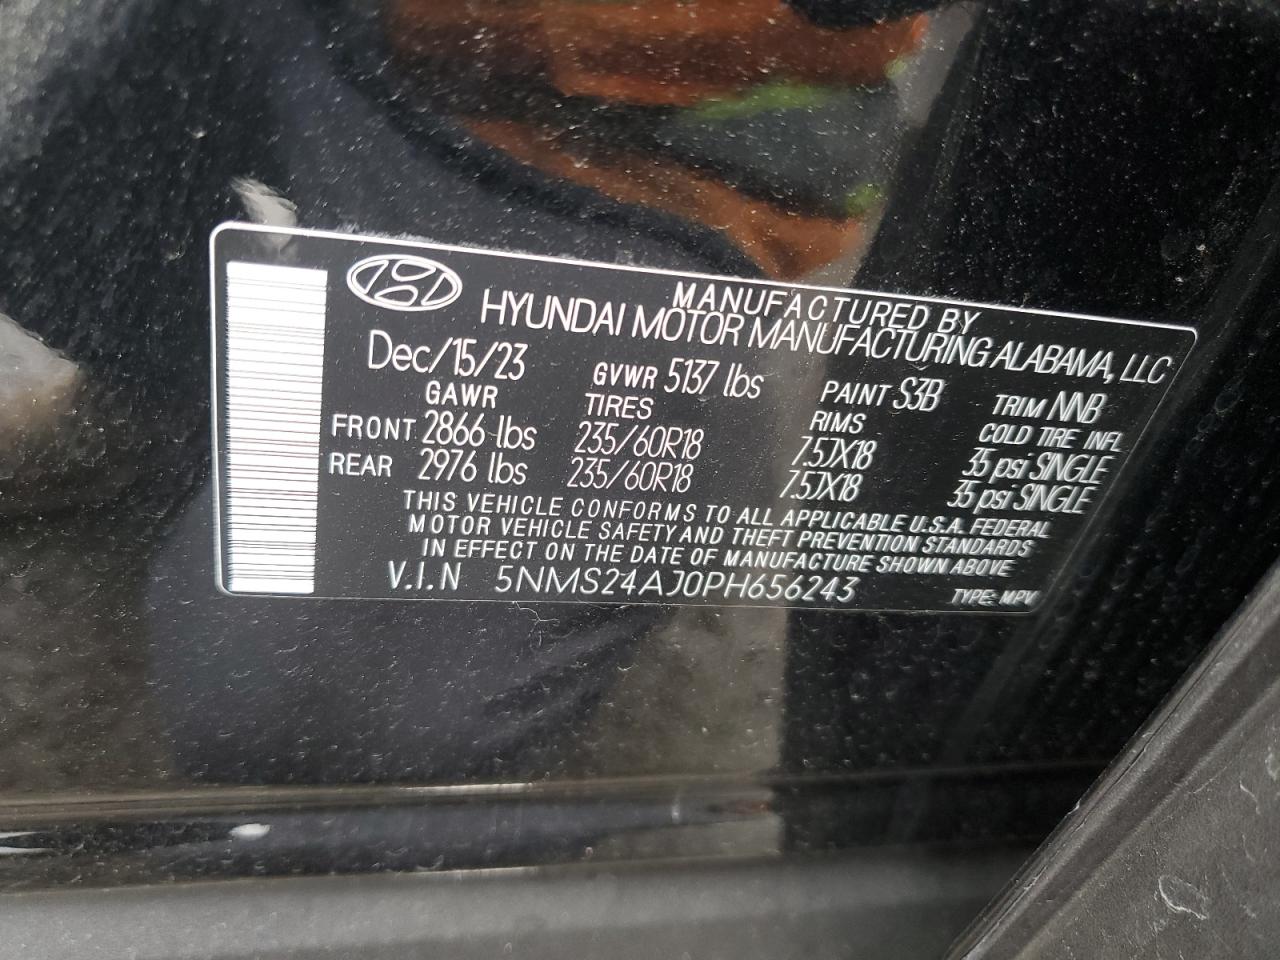 MANUFACTURED BY
HYUNDAI MOTOR MANUFACTURING ALABAMA, LLC
Dec/15/23 GVWR 5137 lbs PAINT S3B TRIM NNB
GAWR TIRES RIMS COLD TIRE INFL
FRONT 2866 lbs 235/60R18 7.5JX18 35 psi SINGLE
REAR 2976 lbs 235/60R18 7.5JX18 35 psi SINGLE
THIS VEHICLE CONFORMS TO ALL APPLICABLE U.S.A. FEDERAL
MOTOR VEHICLE SAFETY AND THEFT PREVENTION STANDARDS
IN EFFECT ON THE DATE OF MANUFACTURE SHOWN ABOVE
V.I.N 5NMS24AJ0PH656243 TYPE: MPV